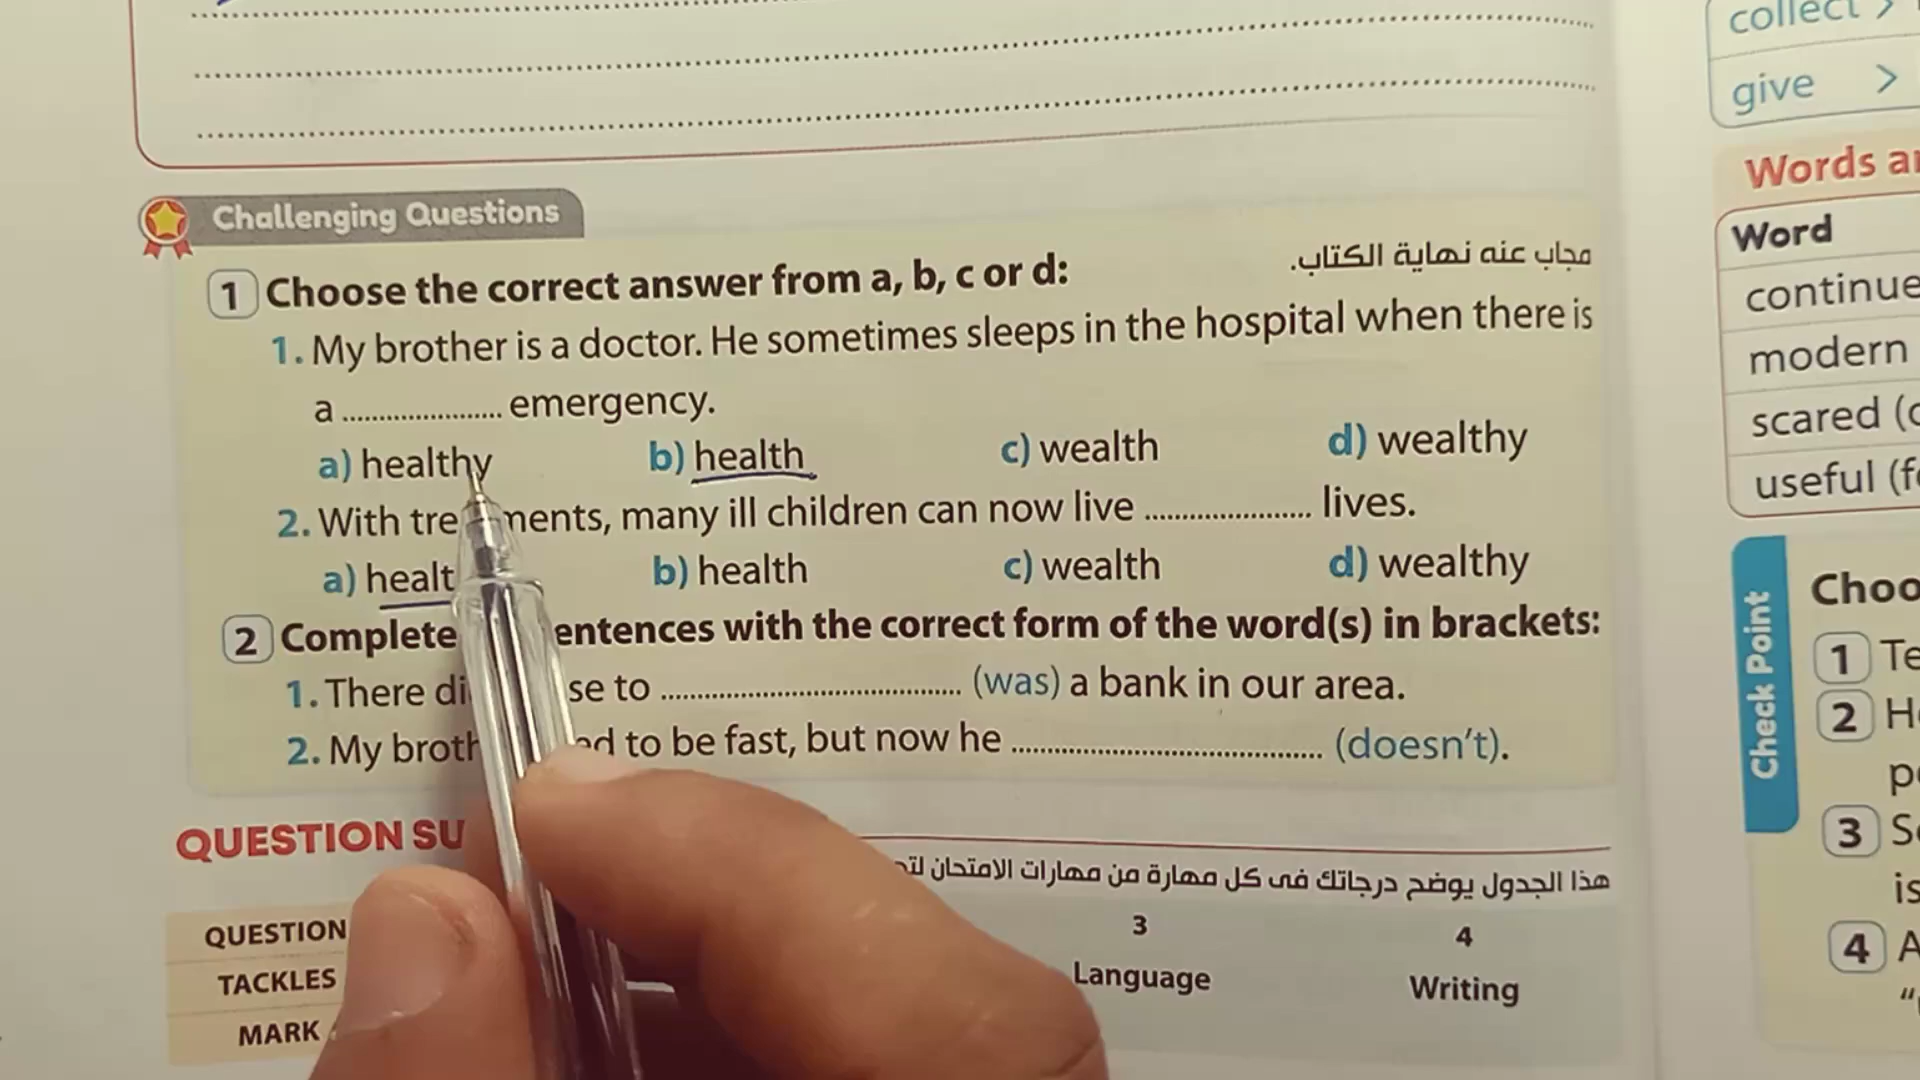 Challenging Questions
1 Choose the correct answer from a, b, c or d: مجاب عنه نهاية الكتاب.
1. My brother is a doctor. He sometimes sleeps in the hospital when there is
a .................... emergency.
a) healthy b) health c) wealth d) wealthy
2. With ments, many ill children can now live .................... lives.
a) healt b) health c) wealth d) wealthy
2 Complete entences with the correct form of the word(s) in brackets:
1. There di se to .................... (was) a bank in our area.
2. My broth ed to be fast, but now he .................... (doesn't).
QUESTION SU
هذا الجدول يوضح درجاتك فى كل مهارة من مهارات الامتحان
QUESTION 3 4
TACKLES Language Writing
MARK
collect >
give >
Words
Word
continue
modern
scared
useful
Check Point
Choo
1 Te
2 H
3 S
is
4 A